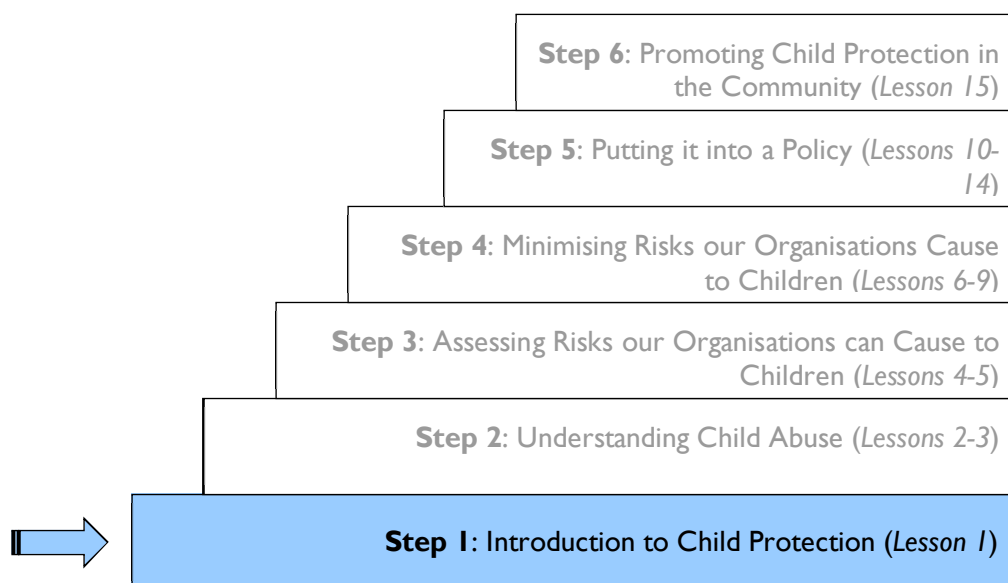 Step 6: Promoting Child Protection in
the Community (Lesson 15)
Step 5: Putting it into a Policy (Lessons 10-
14)
Step 4: Minimising Risks our Organisations Cause
to Children (Lessons 6-9)
Step 3: Assessing Risks our Organisations can Cause to
Children (Lessons 4-5)
Step 2: Understanding Child Abuse (Lessons 2-3)
Step 1: Introduction to Child Protection (Lesson 1)